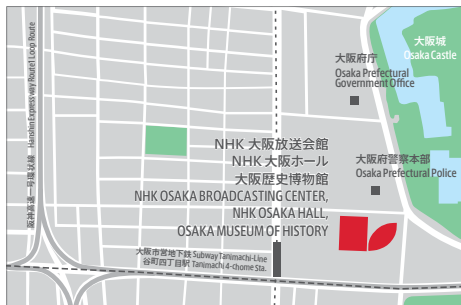 大阪城
Osaka Castle
大阪府庁
Osaka Prefectural
Government Office
阪神高速一号環状線 Hanshin Expressway Route1 Loop Route
NHK 大阪放送会館
NHK 大阪ホール
大阪歴史博物館
NHK OSAKA BROADCASTING CENTER,
NHK OSAKA HALL,
OSAKA MUSEUM OF HISTORY
大阪府警察本部
Osaka Prefectural Police
大阪市営地下鉄 Subway Tanimachi-Line
谷町四丁目駅 Tanimachi 4-chome Sta.